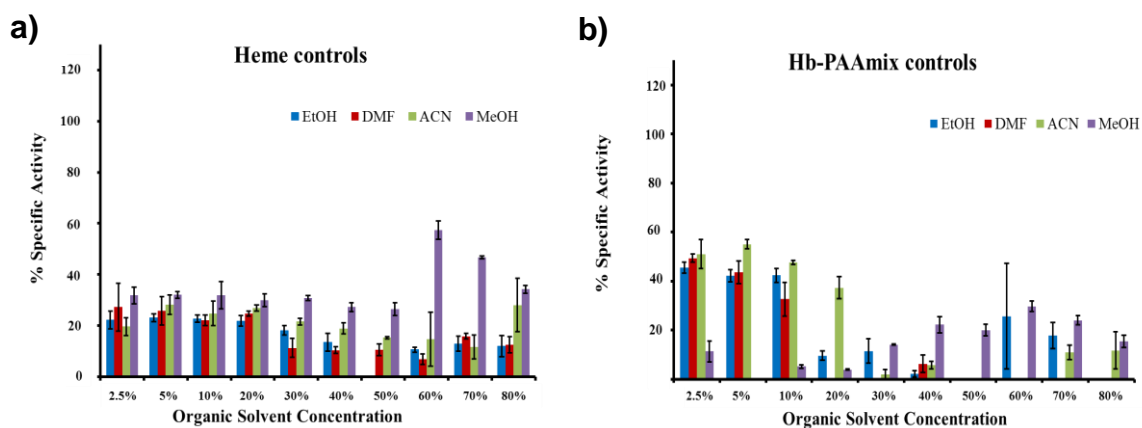 a)
Heme controls
EtOH DMF ACN MeOH
% Specific Activity
120
100
80
60
40
20
0
2.5% 5% 10% 20% 30% 40% 50% 60% 70% 80%
Organic Solvent Concentration
b)
Hb-PAAmix controls
EtOH DMF ACN MeOH
% Specific Activity
120
100
80
60
40
20
2.5% 5% 10% 20% 30% 40% 50% 60% 70% 80%
Organic Solvent Concentration